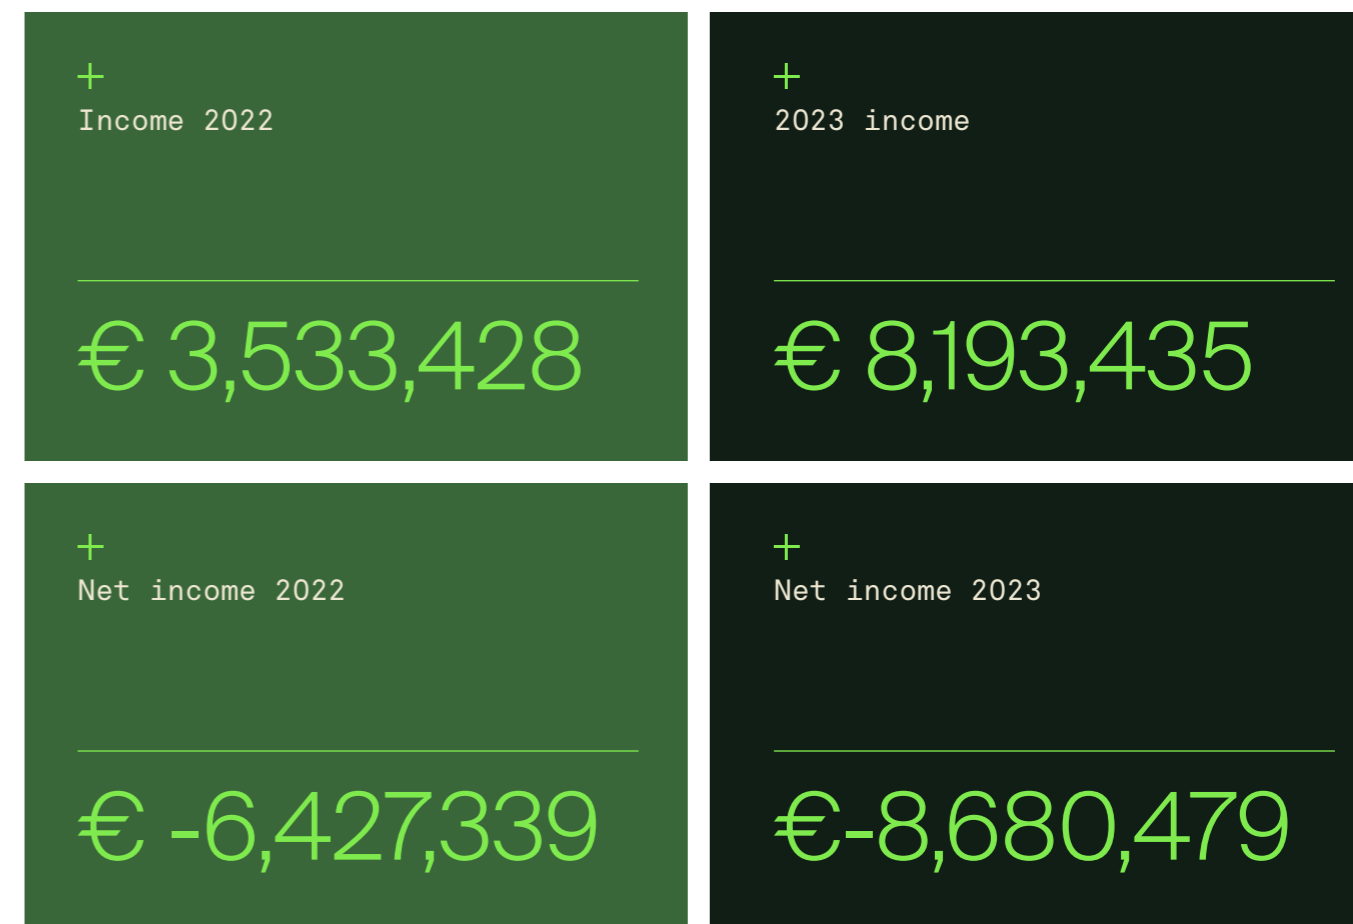 +
Income 2022
€ 3,533,428
+
2023 income
€ 8,193,435
+
Net income 2022
€ -6,427,339
+
Net income 2023
€-8,680,479